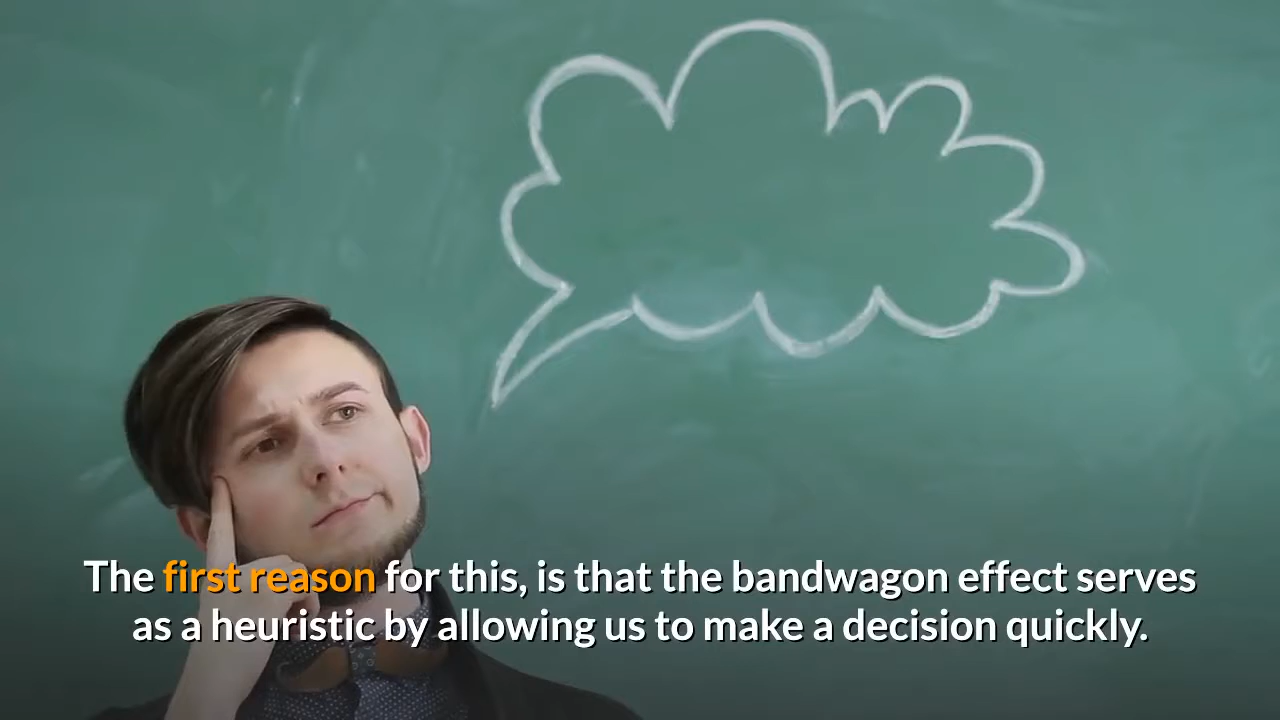 The first reason for this, is that the bandwagon effect serves
as a heuristic by allowing us to make a decision quickly.